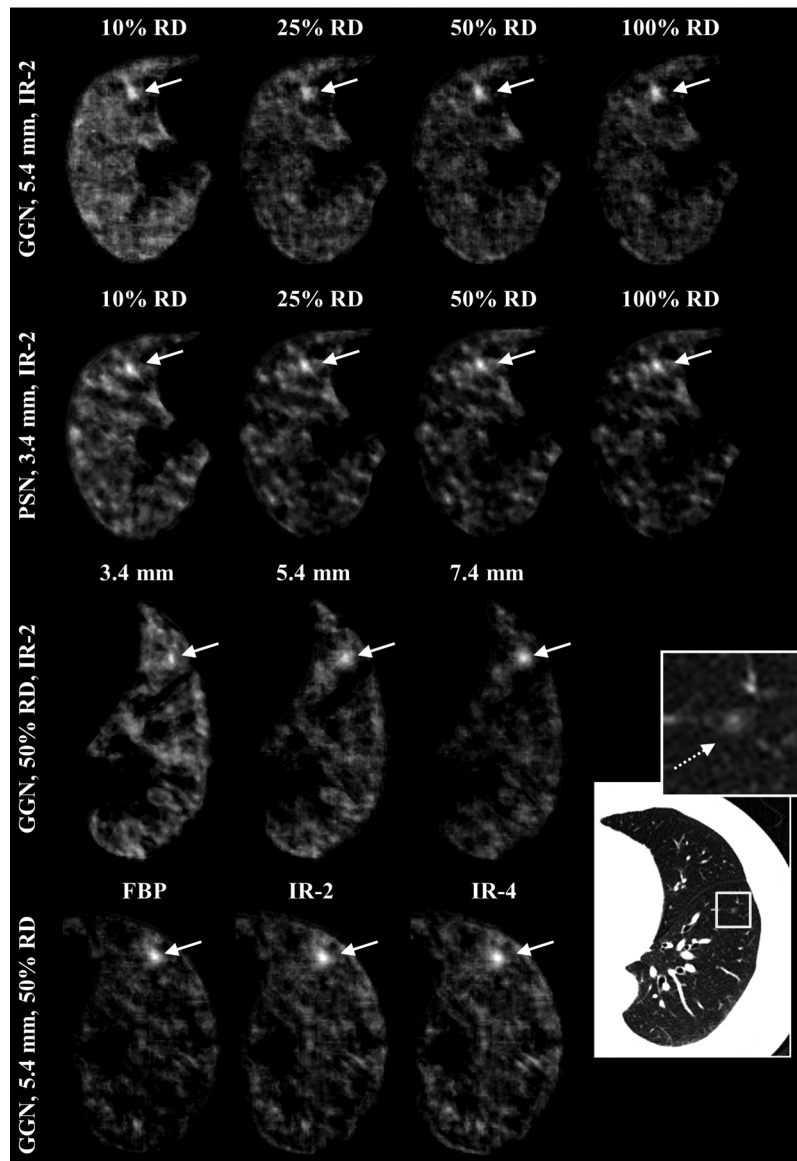 10% RD 25% RD 50% RD 100% RD
GGN, 5.4 mm, IR-2
10% RD 25% RD 50% RD 100% RD
PSN, 3.4 mm, IR-2
3.4 mm 5.4 mm 7.4 mm
GGN, 50% RD, IR-2
FBP IR-2 IR-4
GGN, 5.4 mm, 50% RD